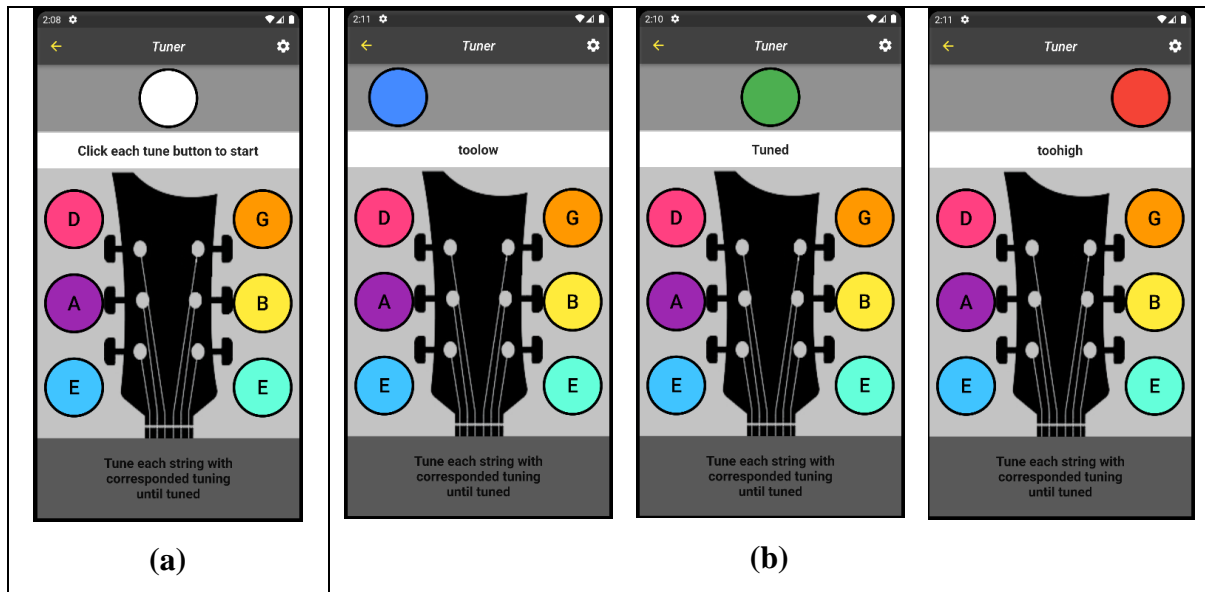 2:08
Tuner
Click each tune button to start
D G
A B
E E
Tune each string with
corresponded tuning
until tuned
(a)
2:11
Tuner
toolow
D G
A B
E E
Tune each string with
corresponded tuning
until tuned
2:10
Tuner
Tuned
D G
A B
E E
Tune each string with
corresponded tuning
until tuned
2:11
Tuner
toohigh
D G
A B
E E
Tune each string with
corresponded tuning
until tuned
(b)